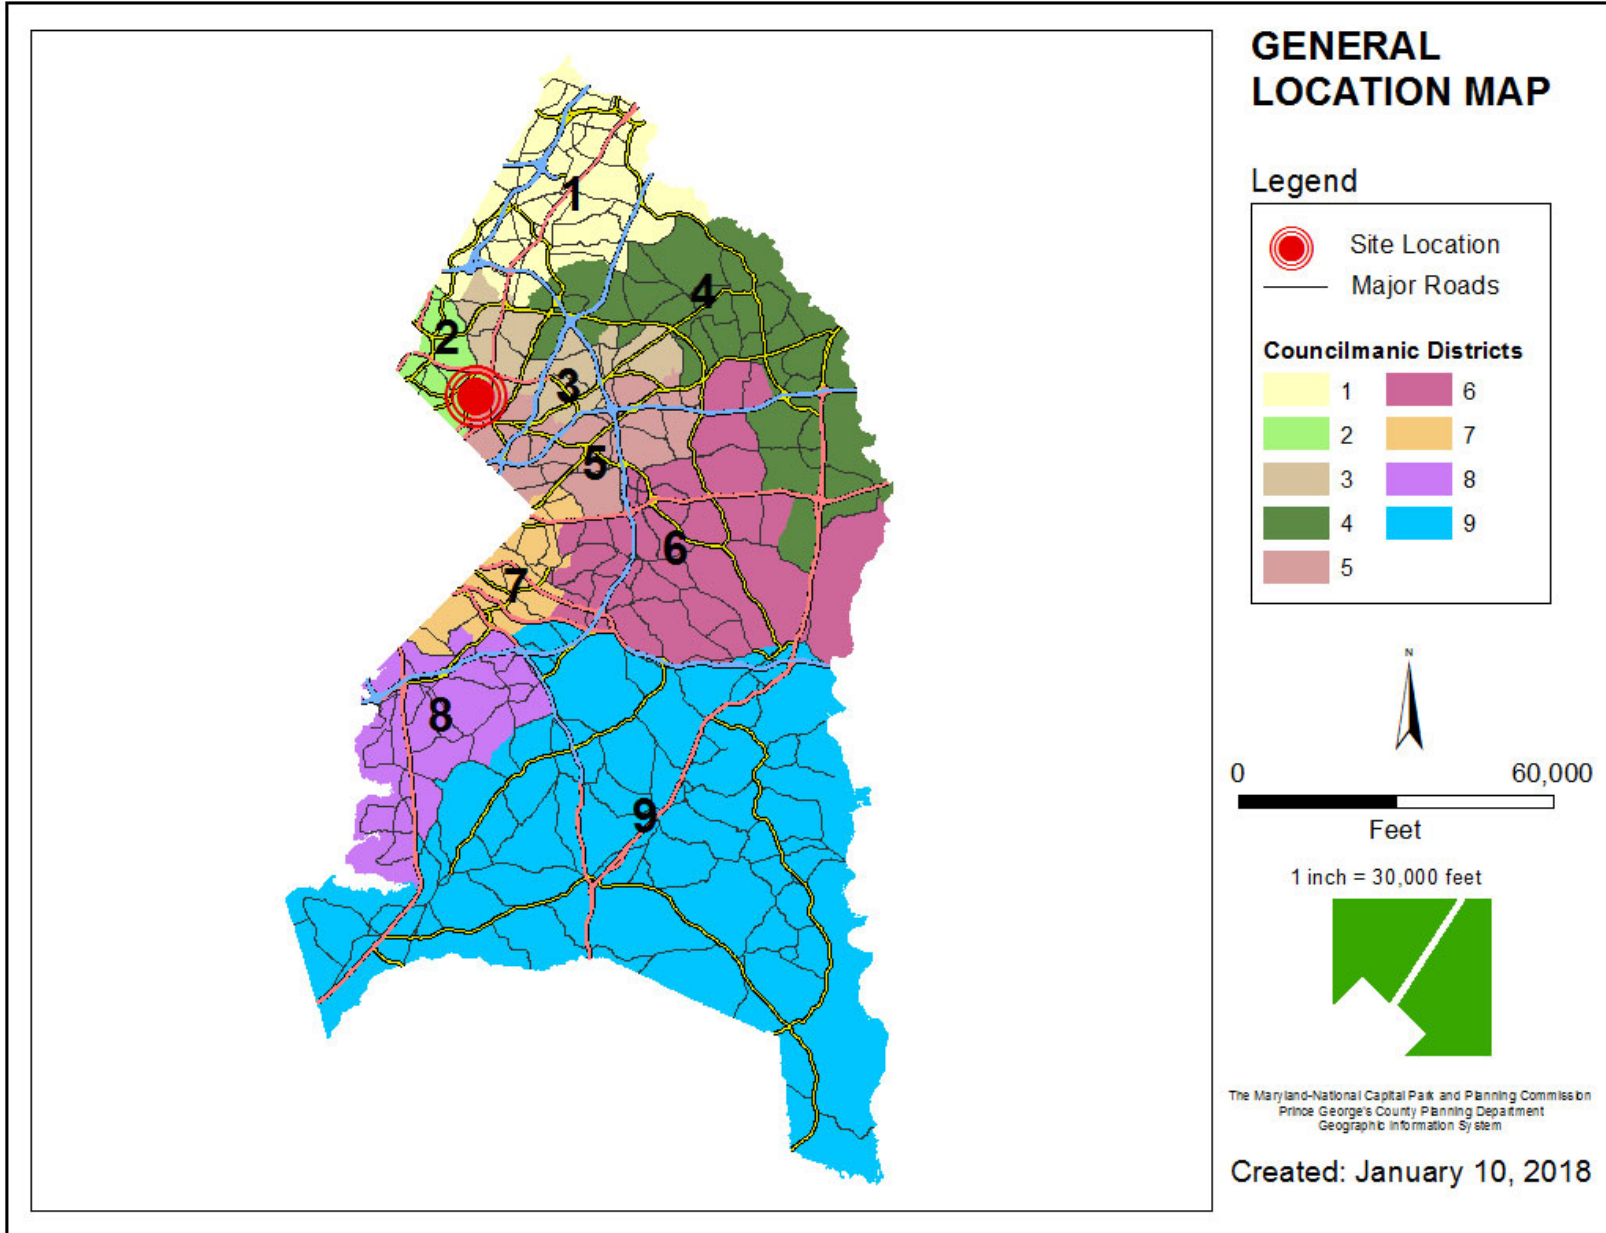 GENERAL
LOCATION MAP
Legend
Site Location
Major Roads
Councilmanic Districts
1 6
2 7
3 8
4 9
5
N
0 60,000
Feet
1 inch = 30,000 feet
The Maryland-National Capital Park and Planning Commission
Prince George's County Planning Department
Geographic Information System
Created: January 10, 2018
1
4
2
3
5
6
7
8
9